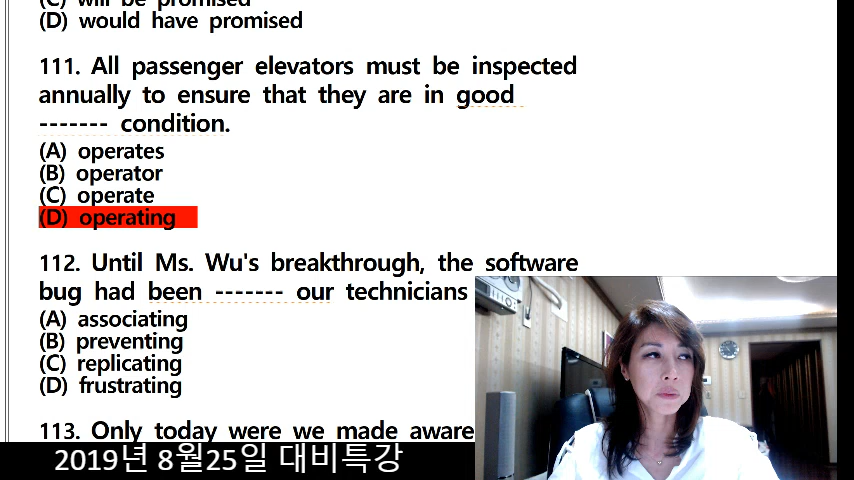 (C) will be promised
(D) would have promised
111. All passenger elevators must be inspected
annually to ensure that they are in good
------- condition.
(A) operates
(B) operator
(C) operate
(D) operating
112. Until Ms. Wu's breakthrough, the software
bug had been ------- our technicians
(A) associating
(B) preventing
(C) replicating
(D) frustrating
113. Only today were we made aware
2019년 8월25일 대비특강